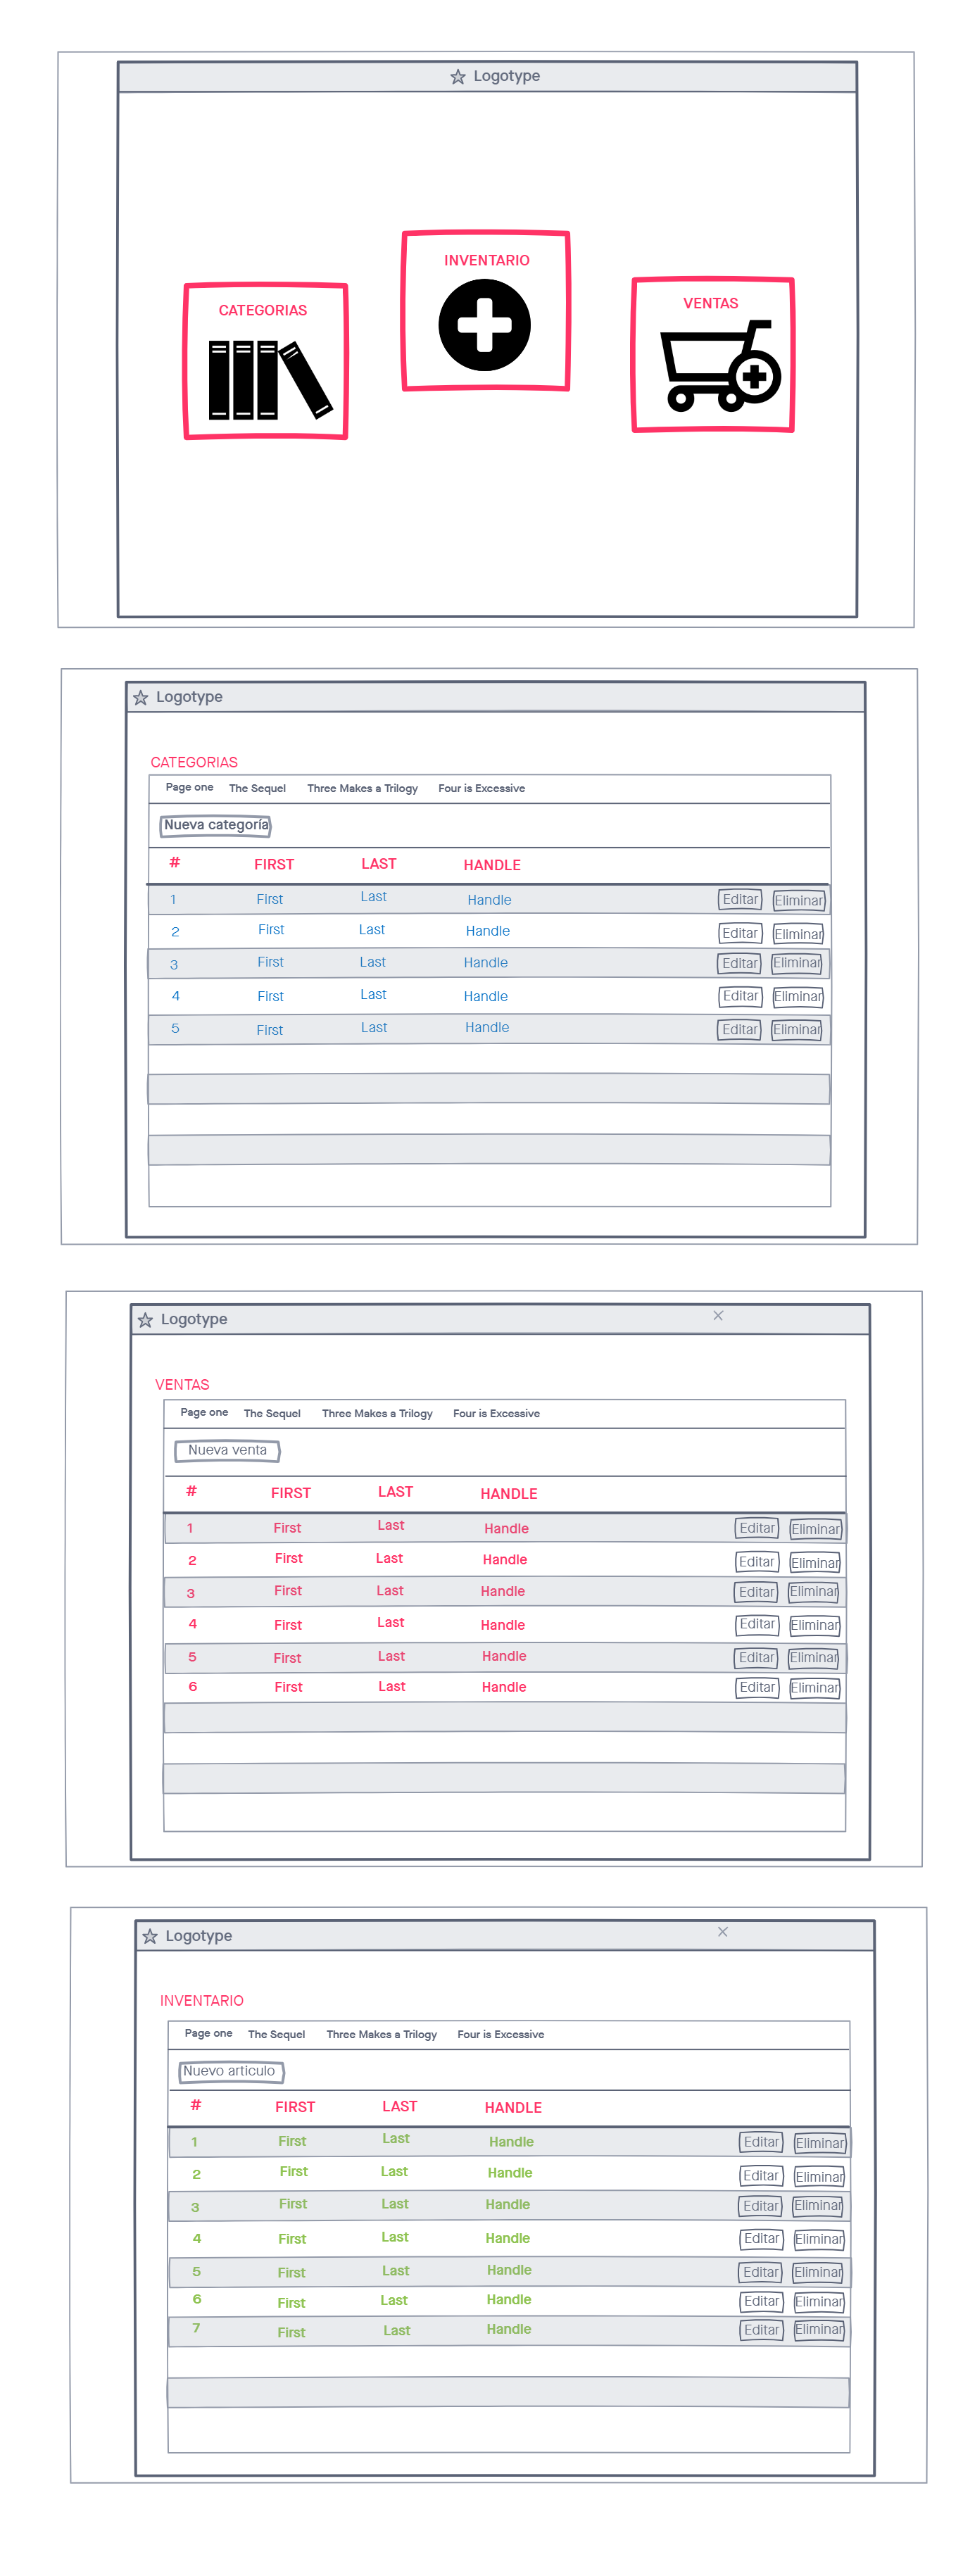 Logotype
INVENTARIO
VENTAS
CATEGORIAS
Logotype
CATEGORIAS
Page one The Sequel Three Makes a Trilogy Four is Excessive
Nueva categoría
# FIRST LAST HANDLE
1 First Last Handle Editar Eliminar
2 First Last Handle Editar Eliminar
3 First Last Handle Editar Eliminar
4 First Last Handle Editar Eliminar
5 First Last Handle Editar Eliminar
Logotype
VENTAS
Page one The Sequel Three Makes a Trilogy Four is Excessive
Nueva venta
# FIRST LAST HANDLE
1 First Last Handle Editar Eliminar
2 First Last Handle Editar Eliminar
3 First Last Handle Editar Eliminar
4 First Last Handle Editar Eliminar
5 First Last Handle Editar Eliminar
6 First Last Handle Editar Eliminar
Logotype
INVENTARIO
Page one The Sequel Three Makes a Trilogy Four is Excessive
Nuevo articulo
# FIRST LAST HANDLE
1 First Last Handle Editar Eliminar
2 First Last Handle Editar Eliminar
3 First Last Handle Editar Eliminar
4 First Last Handle Editar Eliminar
5 First Last Handle Editar Eliminar
6 First Last Handle Editar Eliminar
7 First Last Handle Editar Eliminar